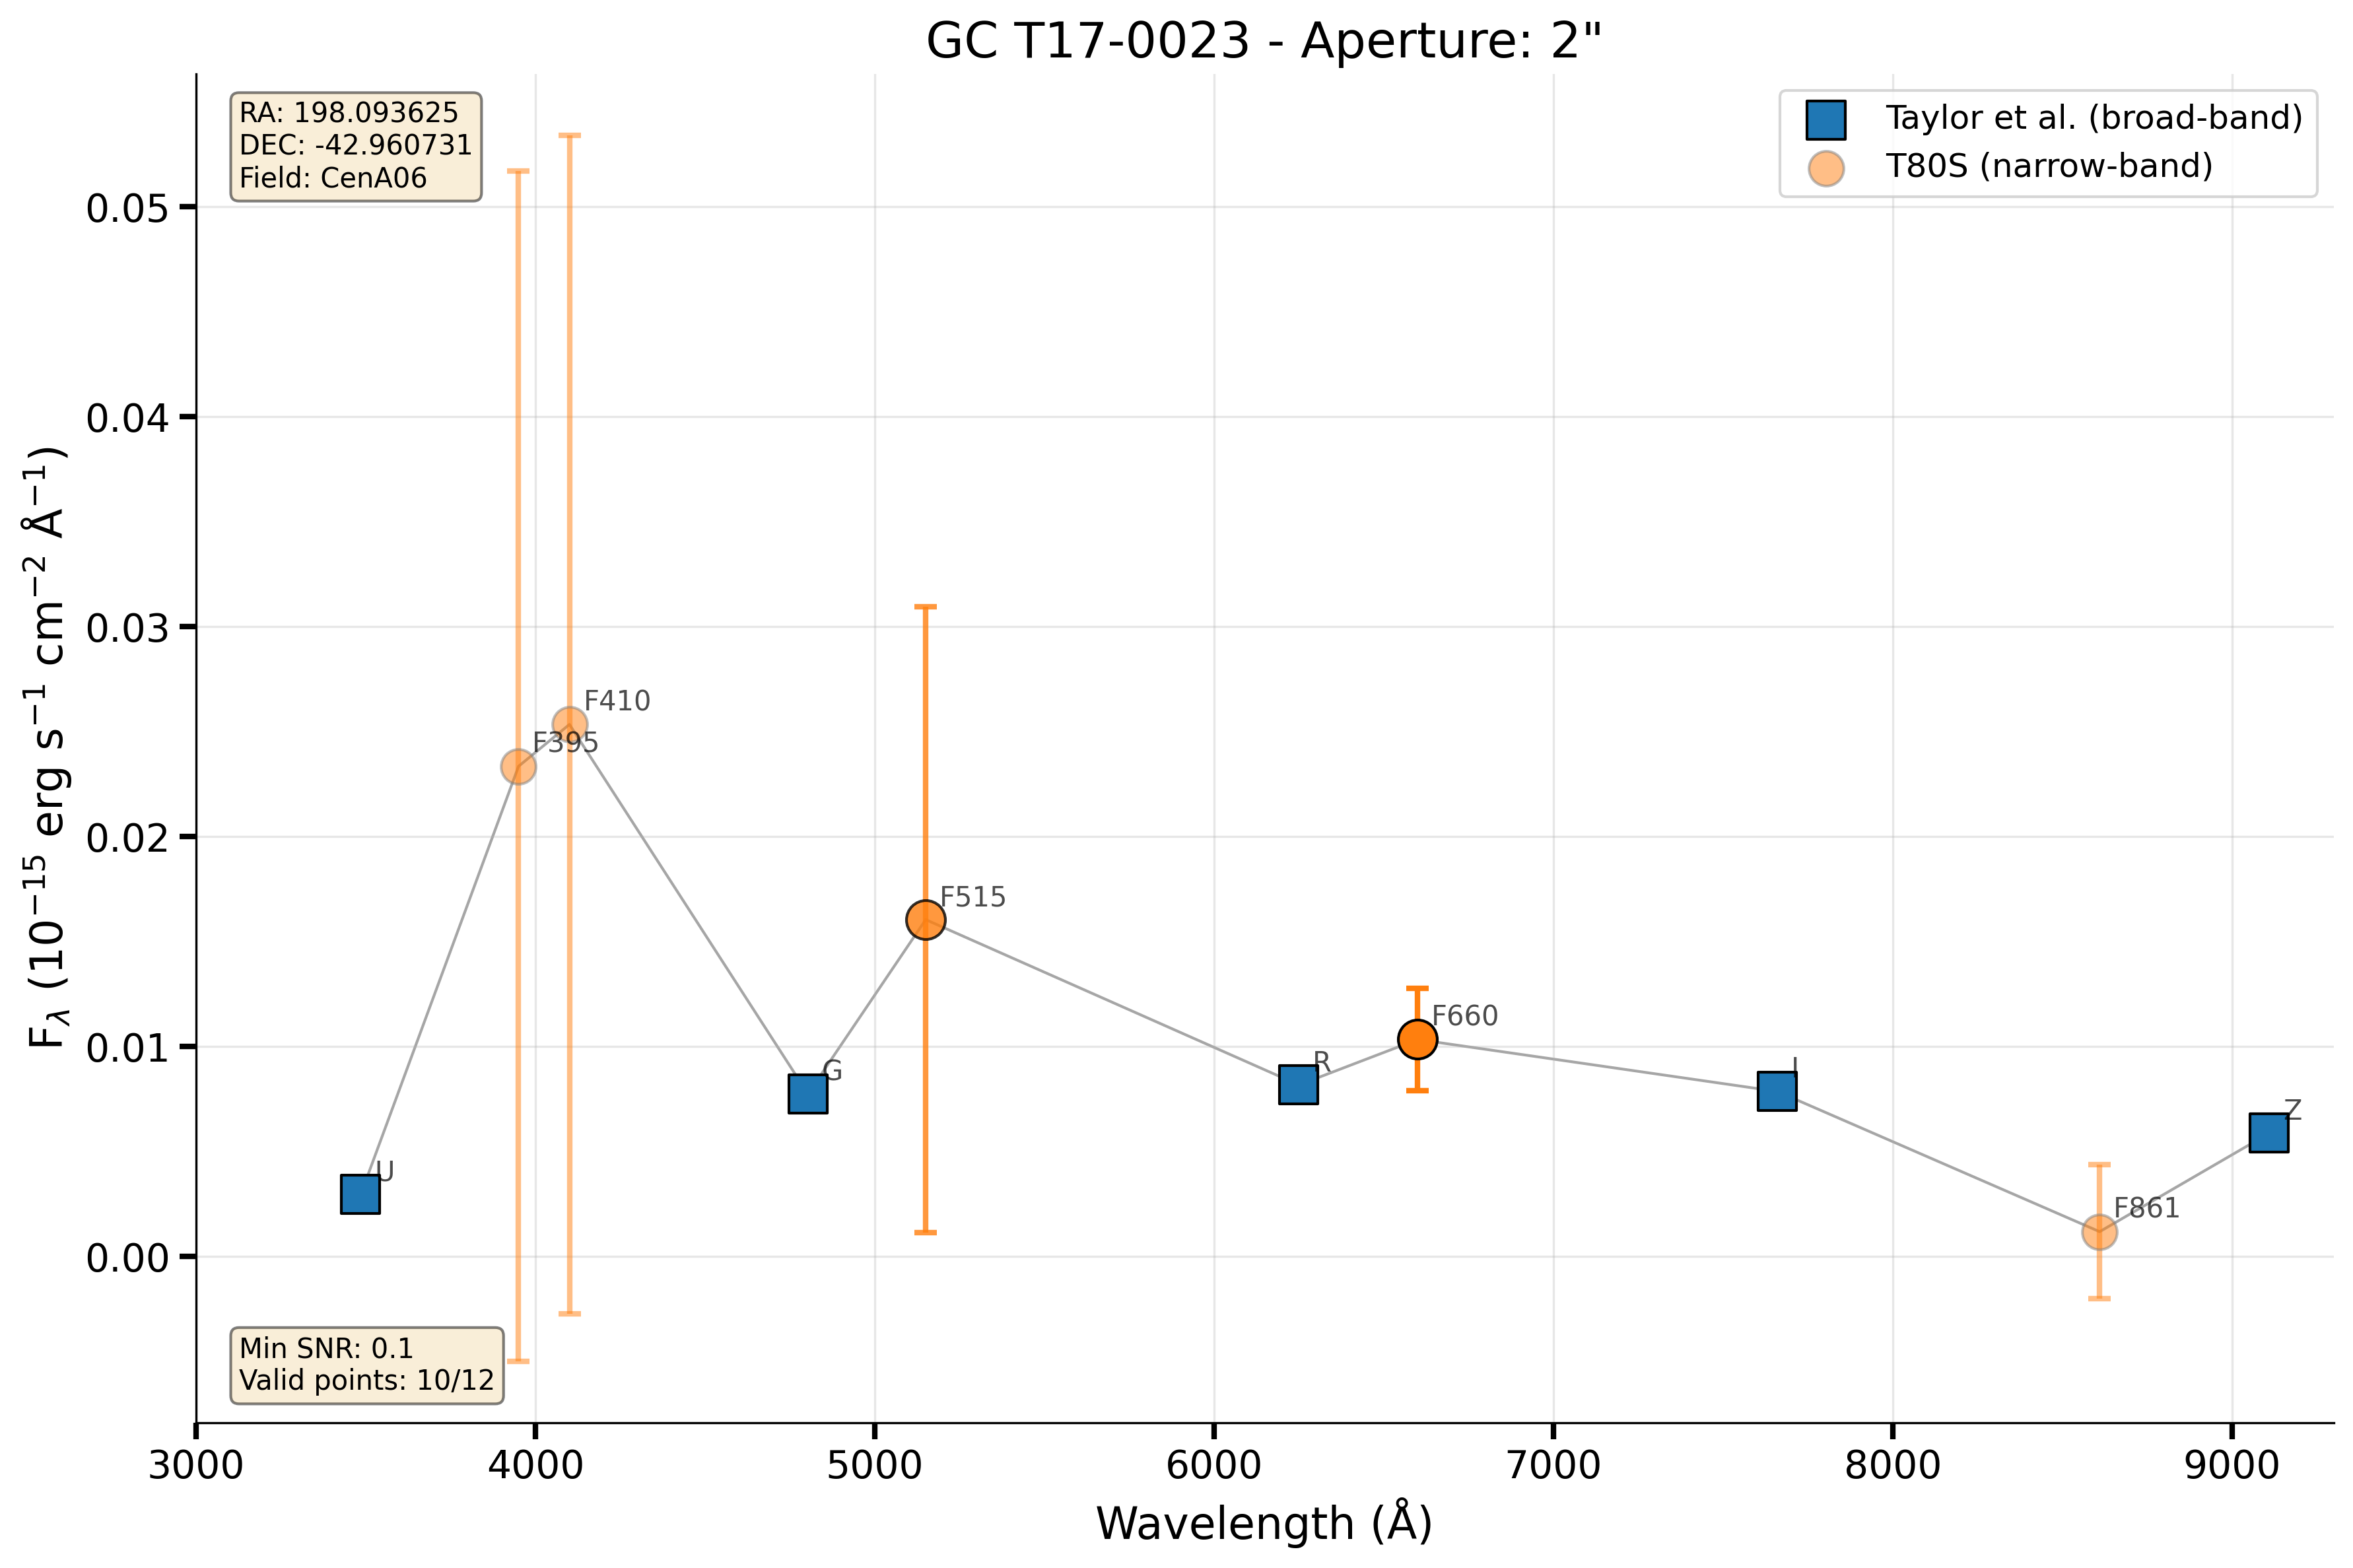 GC T17-0023 - Aperture: 2"
RA: 198.093625
DEC: -42.960731
Field: CenA06
Taylor et al. (broad-band)
T80S (narrow-band)
0.05
0.04
0.03
0.02
0.01
0.00
F_λ (10⁻¹⁵ erg s⁻¹ cm⁻² Å⁻¹)
U
F395
F410
G
F515
R
F660
I
F861
Z
Min SNR: 0.1
Valid points: 10/12
3000 4000 5000 6000 7000 8000 9000
Wavelength (Å)